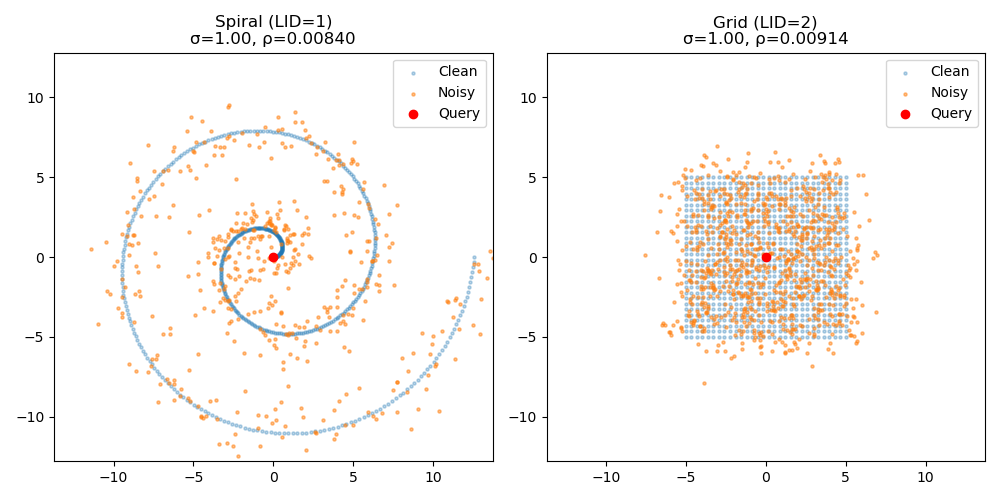 Spiral (LID=1)
σ=1.00, ρ=0.00840
Clean
Noisy
Query
10
5
0
−5
−10
−10
−5
0
5
10
Grid (LID=2)
σ=1.00, ρ=0.00914
Clean
Noisy
Query
10
5
0
−5
−10
−10
−5
0
5
10